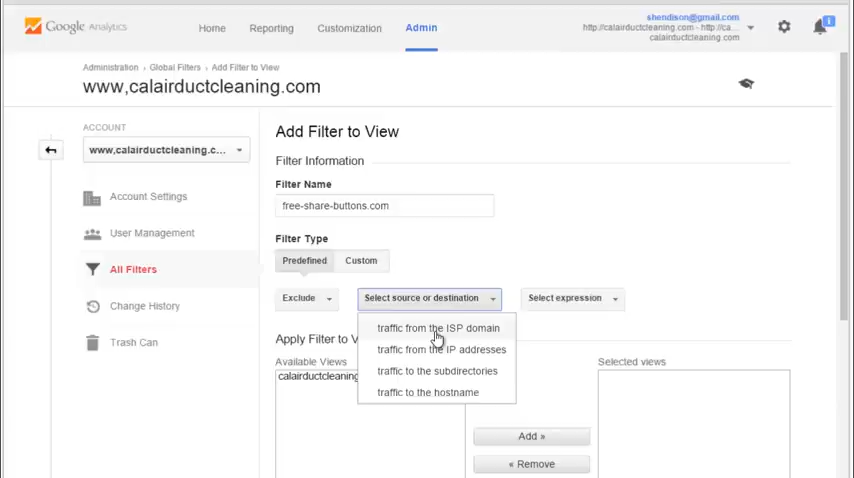 shendison@gmail.com
Google Analytics
Home Reporting Customization Admin
http://calairductcleaning.com - http://ca...
calairductcleaning.com
1
Administration › Global Filters › Add Filter to View
www,calairductcleaning.com
ACCOUNT
www,calairductcleaning.c...
Account Settings
User Management
All Filters
Change History
Trash Can
Add Filter to View
Filter Information
Filter Name
free-share-buttons.com
Filter Type
Predefined Custom
Exclude Select source or destination Select expression
traffic from the ISP domain
traffic from the IP addresses
traffic to the subdirectories
traffic to the hostname
Apply Filter to V
Available Views Selected views
calairductcleaning
Add »
« Remove